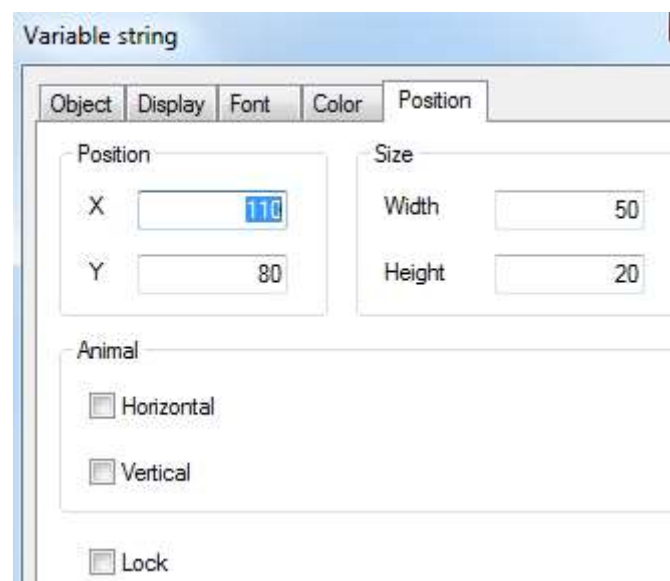 Variable string
Object Display Font Color Position
Position Size
X 110 Width 50
Y 80 Height 20
Animal
Horizontal
Vertical
Lock